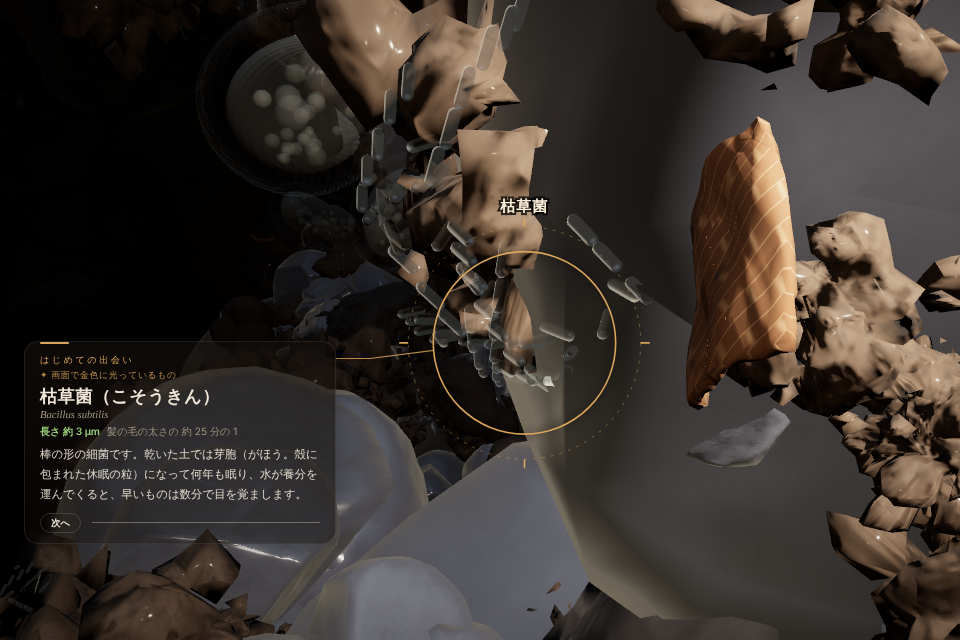 枯草菌
はじめての出会い
✦ 画面で金色に光っているもの
枯草菌（こそうきん）
Bacillus subtilis
長さ 約 3 μm 髪の毛の太さの 約 25 分の 1
棒の形の細菌です。乾いた土では芽胞（がほう。殻に
包まれた休眠の粒）になって何年も眠り、水が養分を
運んでくると、早いものは数分で目を覚まします。
次へ